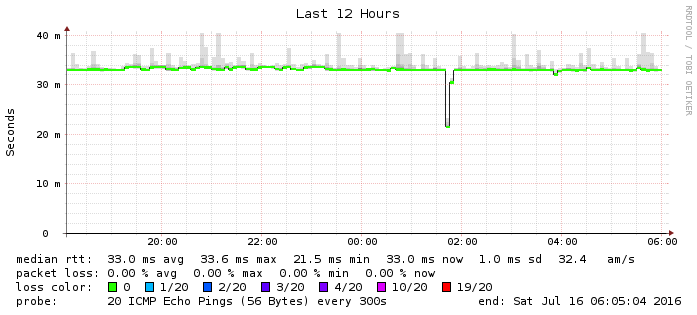 Last 12 Hours
RRDTOOL / TOBI OETIKER
Seconds
40 m
30 m
20 m
10 m
0
20:00 22:00 00:00 02:00 04:00 06:00
median rtt: 33.0 ms avg 33.6 ms max 21.5 ms min 33.0 ms now 1.0 ms sd 32.4 am/s
packet loss: 0.00 % avg 0.00 % max 0.00 % min 0.00 % now
loss color: 0 1/20 2/20 3/20 4/20 10/20 19/20
probe: 20 ICMP Echo Pings (56 Bytes) every 300s end: Sat Jul 16 06:05:04 2016